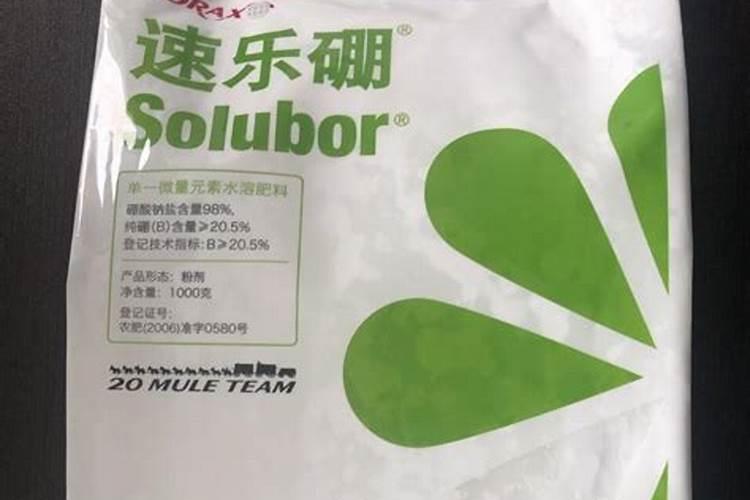 速乐硼®
Solubor®
单一微量元素水溶肥料
硼酸钠盐含量98%,
纯硼(B)含量≥20.5%
登记技术指标: B≥20.5%
产品形态: 粉剂
净含量: 1000克
登记证号:
农肥(2006)准字0580号
20 MULE TEAM